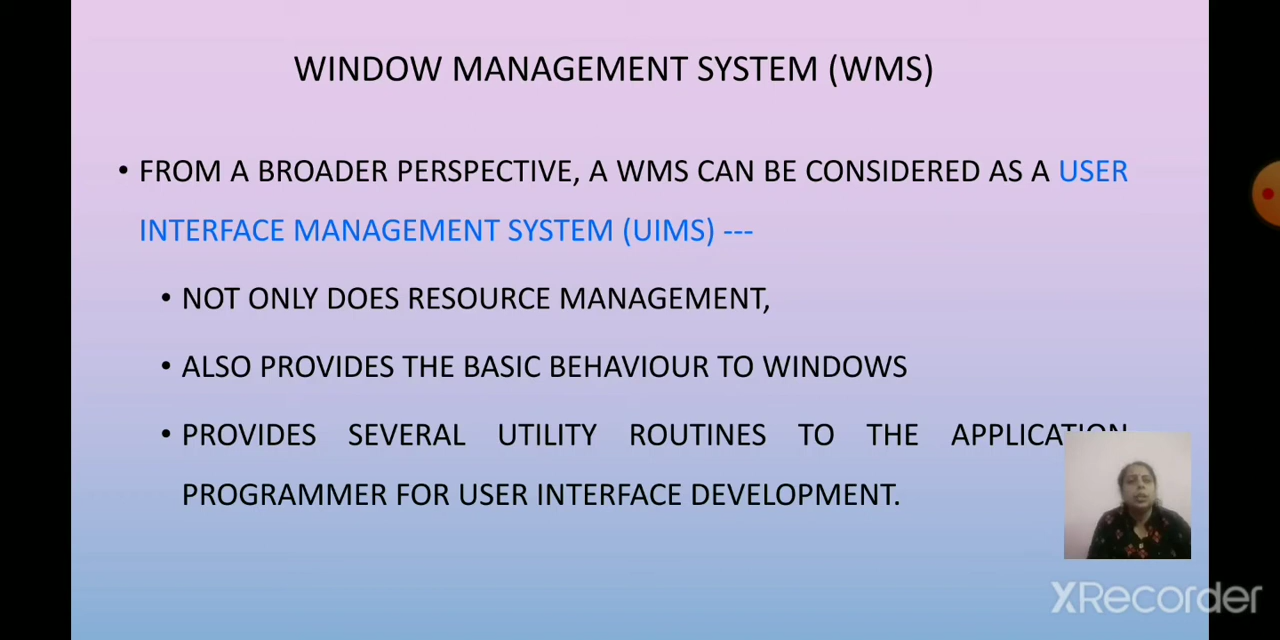 WINDOW MANAGEMENT SYSTEM (WMS)
• FROM A BROADER PERSPECTIVE, A WMS CAN BE CONSIDERED AS A USER
INTERFACE MANAGEMENT SYSTEM (UIMS) ---
• NOT ONLY DOES RESOURCE MANAGEMENT,
• ALSO PROVIDES THE BASIC BEHAVIOUR TO WINDOWS
• PROVIDES SEVERAL UTILITY ROUTINES TO THE APPLICATION
PROGRAMMER FOR USER INTERFACE DEVELOPMENT.
XRecorder